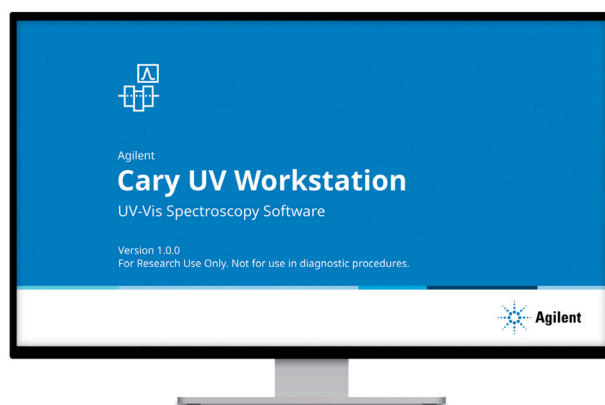 Agilent
Cary UV Workstation
UV-Vis Spectroscopy Software
Version 1.0.0
For Research Use Only. Not for use in diagnostic procedures.
Agilent